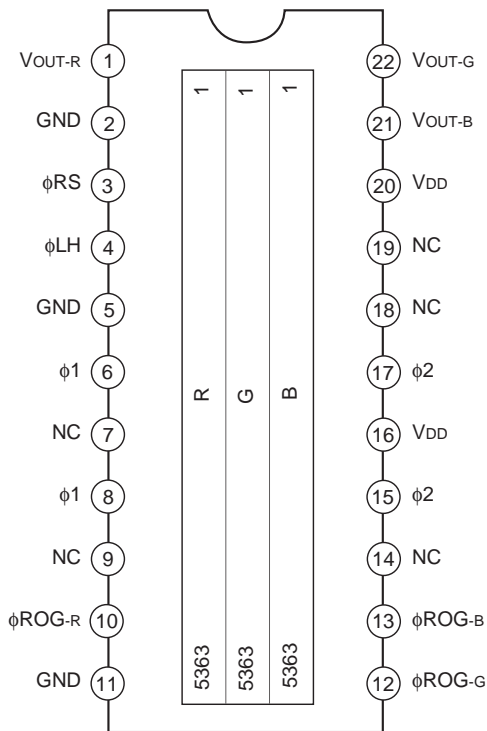 VOUT-R 1
GND 2
φRS 3
φLH 4
GND 5
φ1 6
NC 7
φ1 8
NC 9
φROG-R 10
GND 11
1 R 5363
1 G 5363
1 B 5363
22 VOUT-G
21 VOUT-B
20 VDD
19 NC
18 NC
17 φ2
16 VDD
15 φ2
14 NC
13 φROG-B
12 φROG-G